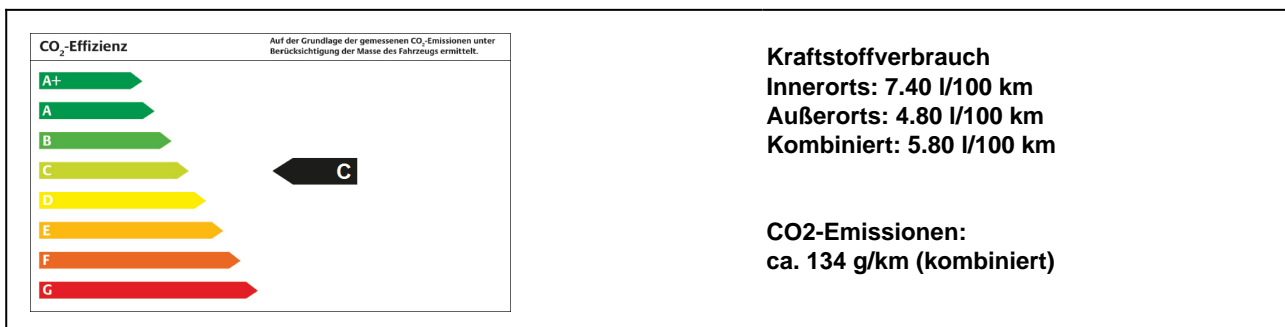 CO2-Effizienz
Auf der Grundlage der gemessenen CO2-Emissionen unter
Berücksichtigung der Masse des Fahrzeugs ermittelt.
A+
A
B
C
C
D
E
F
G
Kraftstoffverbrauch
Innerorts: 7.40 l/100 km
Außerorts: 4.80 l/100 km
Kombiniert: 5.80 l/100 km
CO2-Emissionen:
ca. 134 g/km (kombiniert)